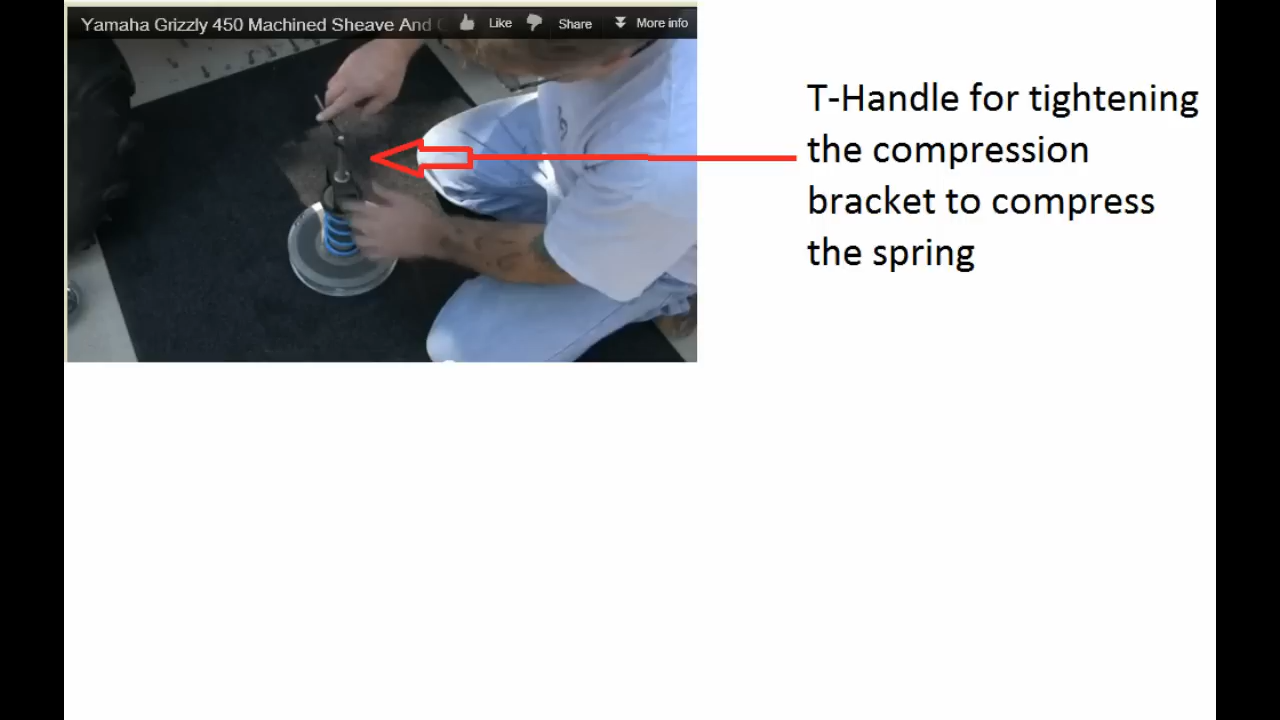 Yamaha Grizzly 450 Machined Sheave And
Like
Share
More info
T-Handle for tightening
the compression
bracket to compress
the spring